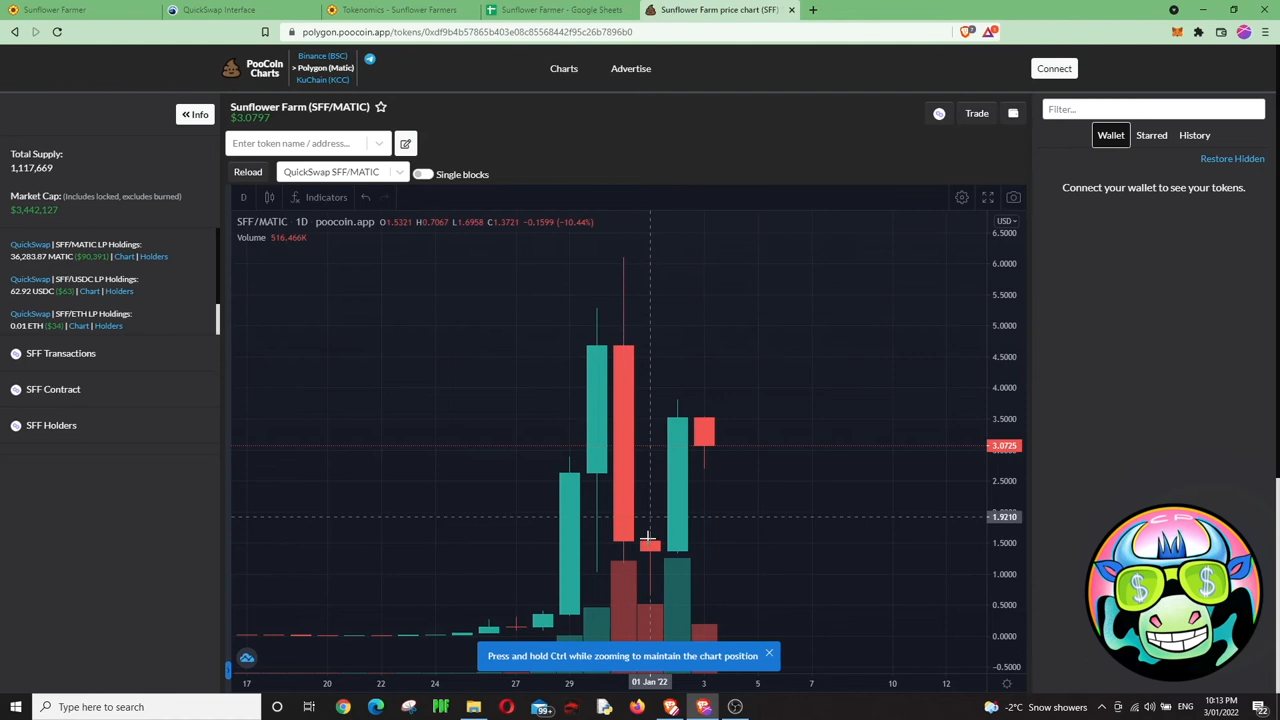 Sunflower Farmer
QuickSwap Interface
Tokenomics - Sunflower Farmers
Sunflower Farmer - Google Sheets
Sunflower Farm price chart (SFF)
polygon.poocoin.app/tokens/0xdf9b4b57865b403e08c85568442f95c26b7896b0
PooCoin
Charts
Binance (BSC)
> Polygon (Matic)
KuChain (KCC)
Charts
Advertise
Connect
« Info
Total Supply:
1,117,669
Market Cap: (Includes locked, excludes burned)
$3,442,127
QuickSwap | SFF/MATIC LP Holdings:
36,283.87 MATIC ($90,391) | Chart | Holders
QuickSwap | SFF/USDC LP Holdings:
62.92 USDC ($63) | Chart | Holders
QuickSwap | SFF/ETH LP Holdings:
0.01 ETH ($34) | Chart | Holders
SFF Transactions
SFF Contract
SFF Holders
Sunflower Farm (SFF/MATIC)
$3.0797
Trade
Enter token name / address...
Reload
QuickSwap SFF/MATIC
Single blocks
D
Indicators
SFF/MATIC 1D poocoin.app O1.5321 H0.7067 L1.6958 C1.3721 -0.1599 (-10.44%)
Volume 516.466K
USD
6.5000
6.0000
5.5000
5.0000
4.5000
4.0000
3.5000
3.0725
2.5000
1.9210
1.5000
1.0000
0.5000
0.0000
-0.5000
Press and hold Ctrl while zooming to maintain the chart position
17 20 22 24 27 29 01 Jan '22 3 5 7 10 12
Filter...
Wallet
Starred
History
Restore Hidden
Connect your wallet to see your tokens.
CP
Type here to search
99+
-2°C Snow showers
10:13 PM
3/01/2022
22